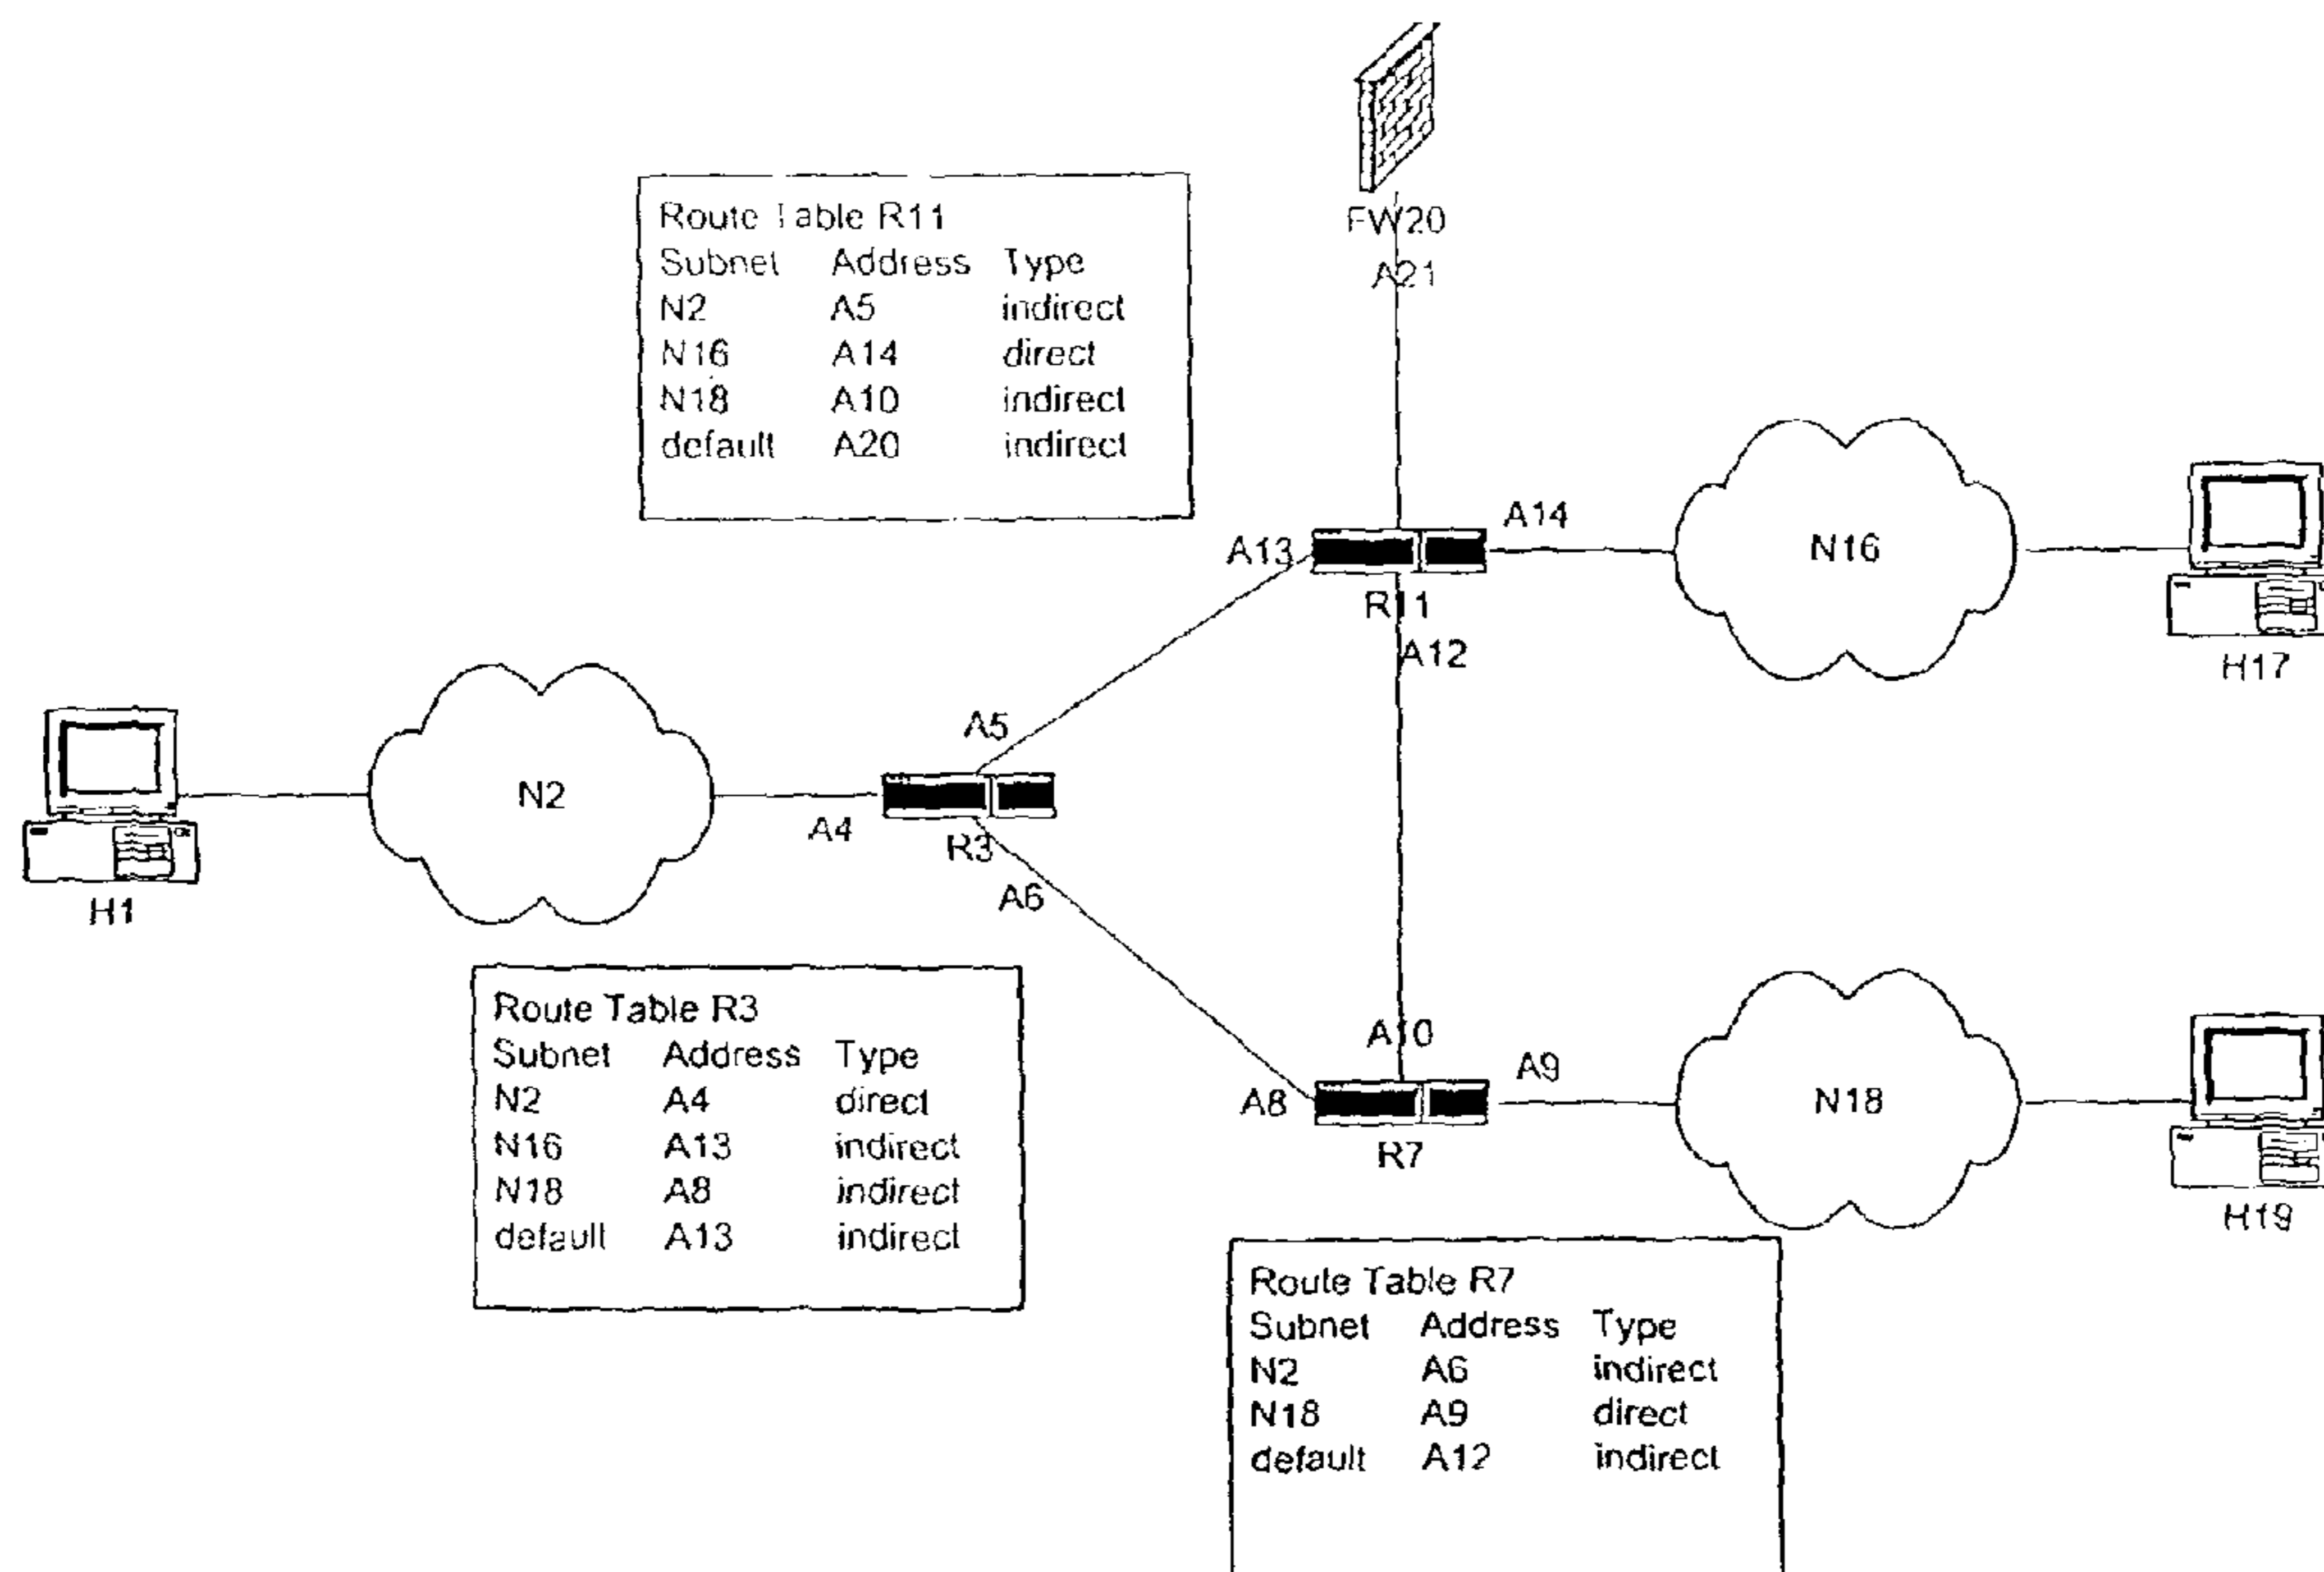 FW20
A21
Route Table R11
Subnet Address Type
N2 A5 indirect
N16 A14 direct
N18 A10 indirect
default A20 indirect
A14
A13
N16
R11
A12
H17
A5
N2
A4
R3
A6
H1
Route Table R3
Subnet Address Type
N2 A4 direct
N16 A13 indirect
N18 A8 indirect
default A13 indirect
A10
A9
A8
N18
R7
H19
Route Table R7
Subnet Address Type
N2 A6 indirect
N18 A9 direct
default A12 indirect